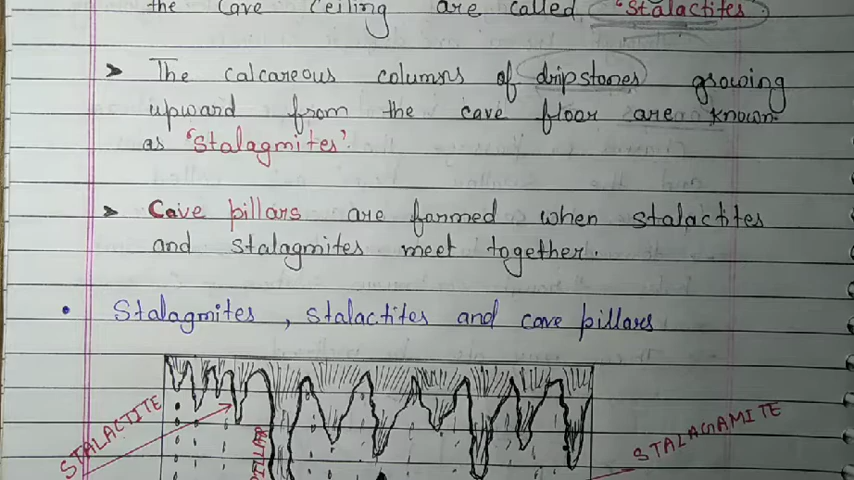 the Cave Ceiling are called "Stalactites".
➤ The calcareous columns of dripstones growing
upward from the cave floor are known
as 'Stalagmites'.
➤ Cave pillars are formed when stalactites
and stalagmites meet together.
• Stalagmites, stalactites and cave pillars
STALACTITE
STALAGAMITE